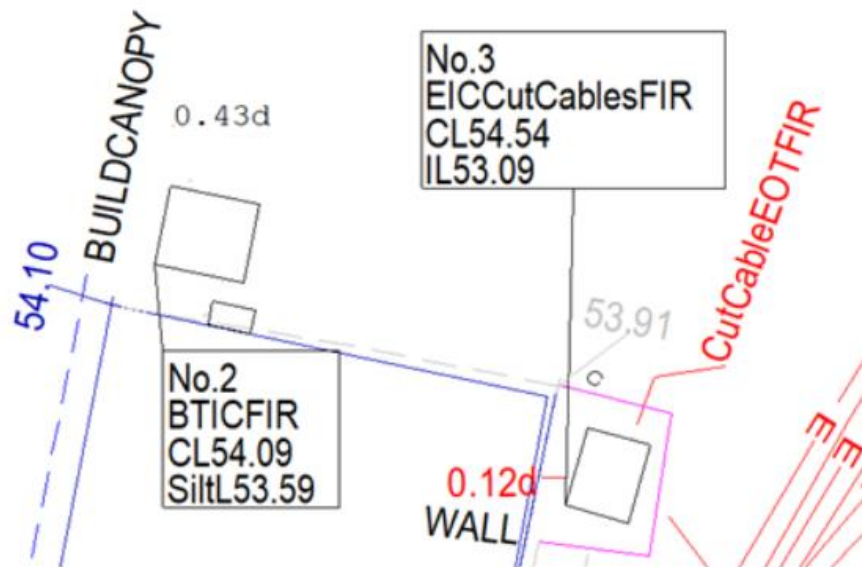 BUILDCANOPY
0.43d
No.3
EICCutCablesFIR
CL54.54
IL53.09
CutCableEOTFIR
54.10
53.91
C
No.2
BTICFIR
CL54.09
SiltL53.59
0.12d
WALL
E
E